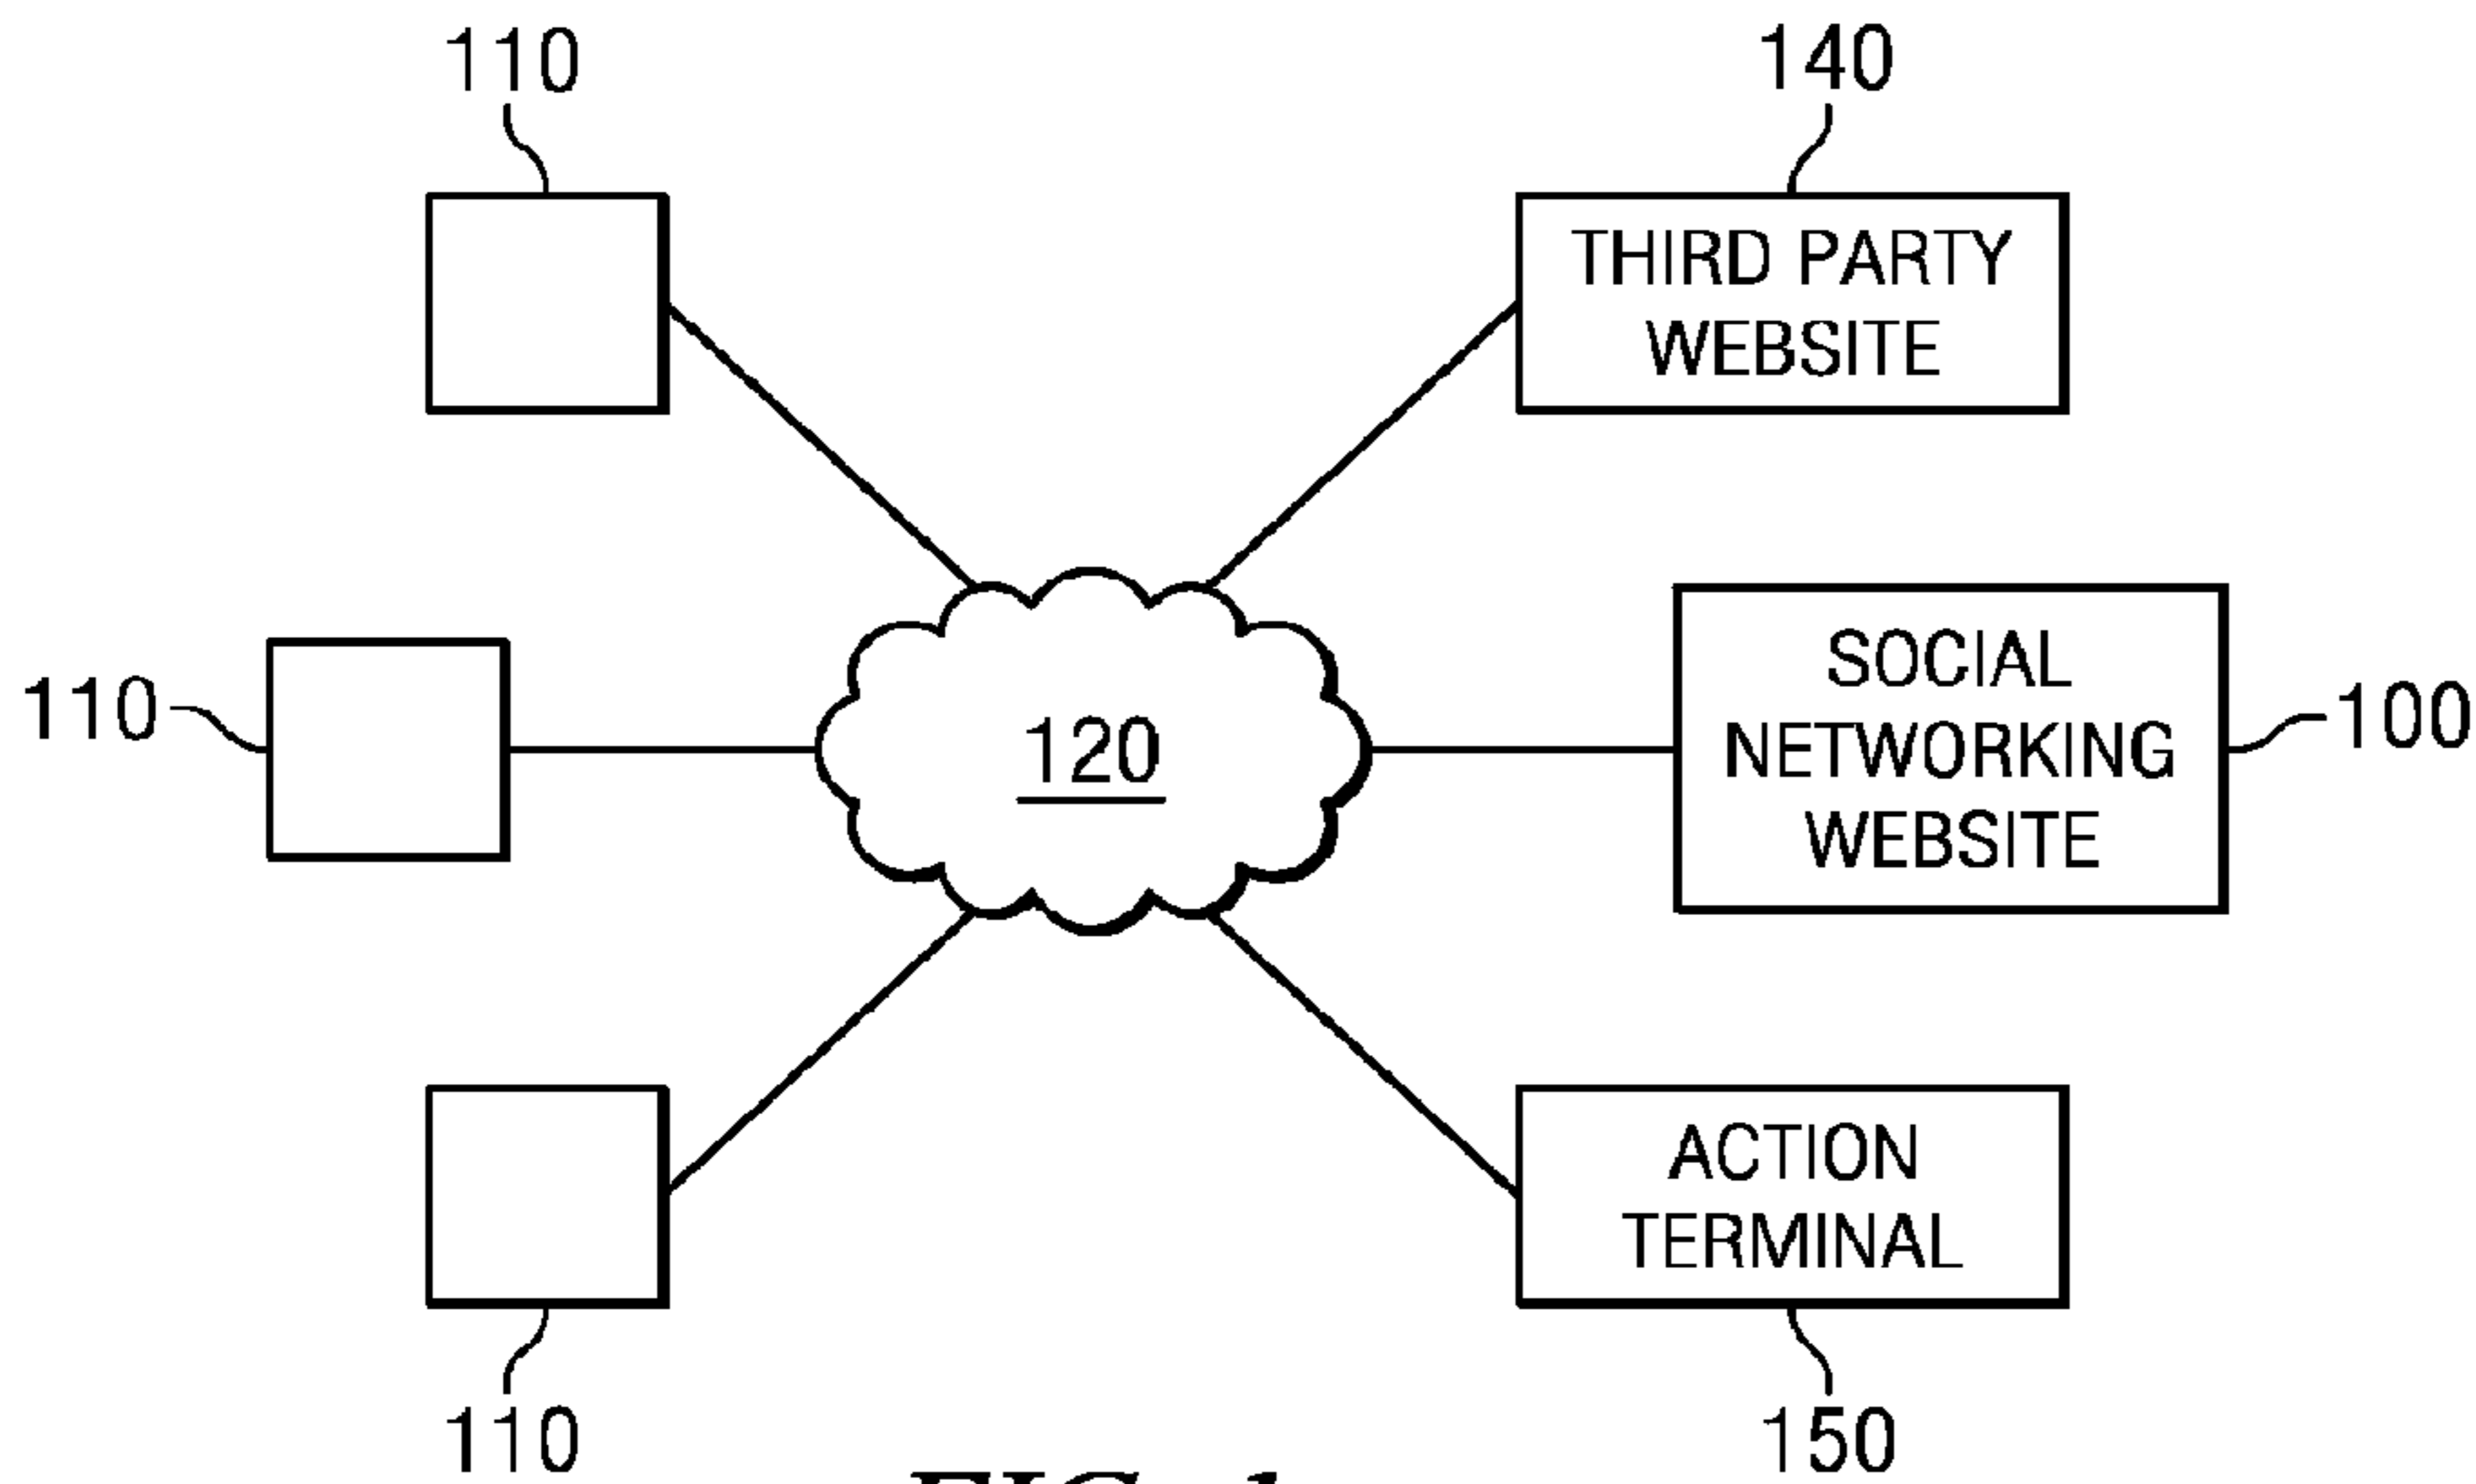 110
140
THIRD PARTY
WEBSITE
110
120
SOCIAL
NETWORKING
WEBSITE
100
ACTION
TERMINAL
110
150